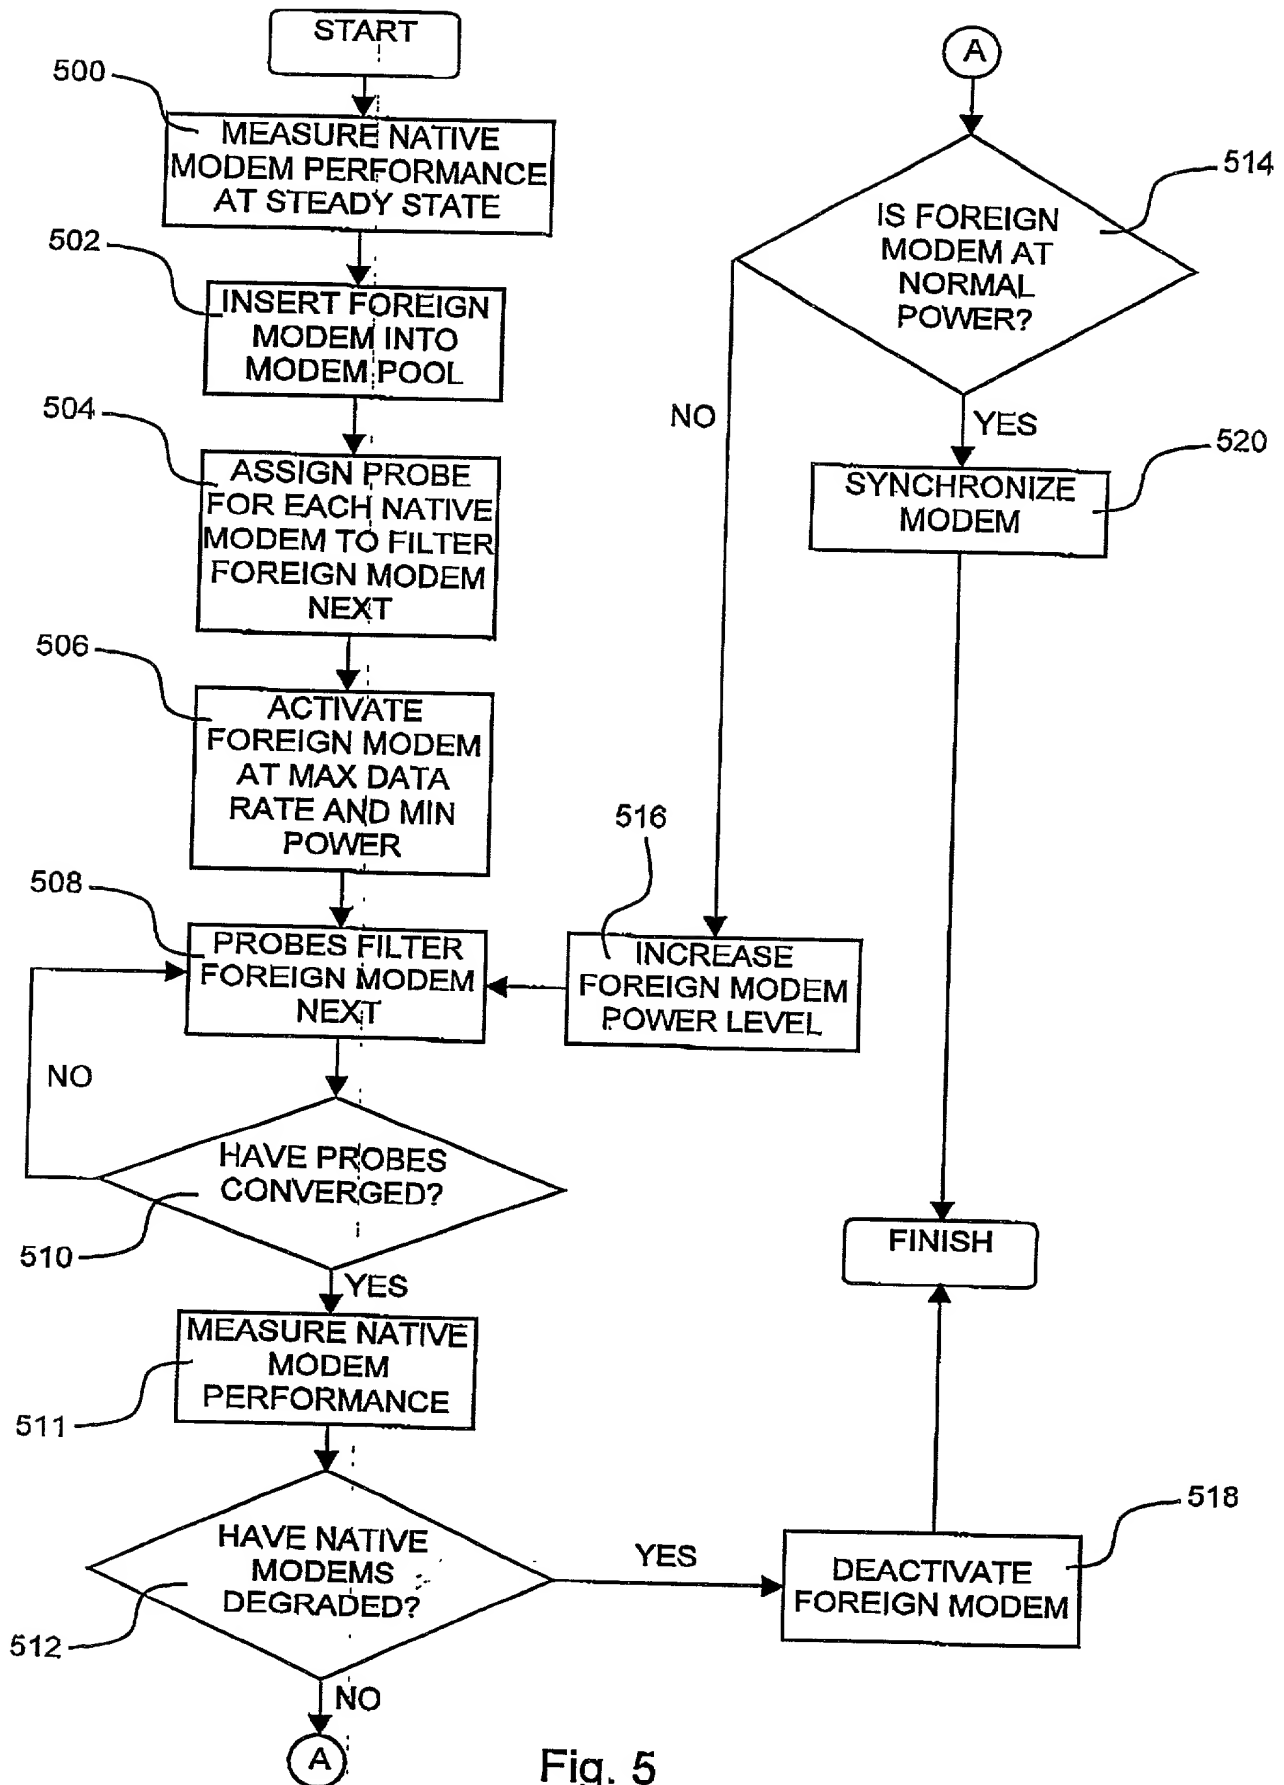 START
500
MEASURE NATIVE
MODEM PERFORMANCE
AT STEADY STATE
502
INSERT FOREIGN
MODEM INTO
MODEM POOL
504
ASSIGN PROBE
FOR EACH NATIVE
MODEM TO FILTER
FOREIGN MODEM
NEXT
506
ACTIVATE
FOREIGN MODEM
AT MAX DATA
RATE AND MIN
POWER
508
PROBES FILTER
FOREIGN MODEM
NEXT
NO
HAVE PROBES
CONVERGED?
510
YES
MEASURE NATIVE
MODEM
PERFORMANCE
511
HAVE NATIVE
MODEMS
DEGRADED?
512
YES
NO
A
A
514
IS FOREIGN
MODEM AT
NORMAL
POWER?
NO
YES
520
SYNCHRONIZE
MODEM
516
INCREASE
FOREIGN MODEM
POWER LEVEL
FINISH
518
DEACTIVATE
FOREIGN MODEM
Fig. 5